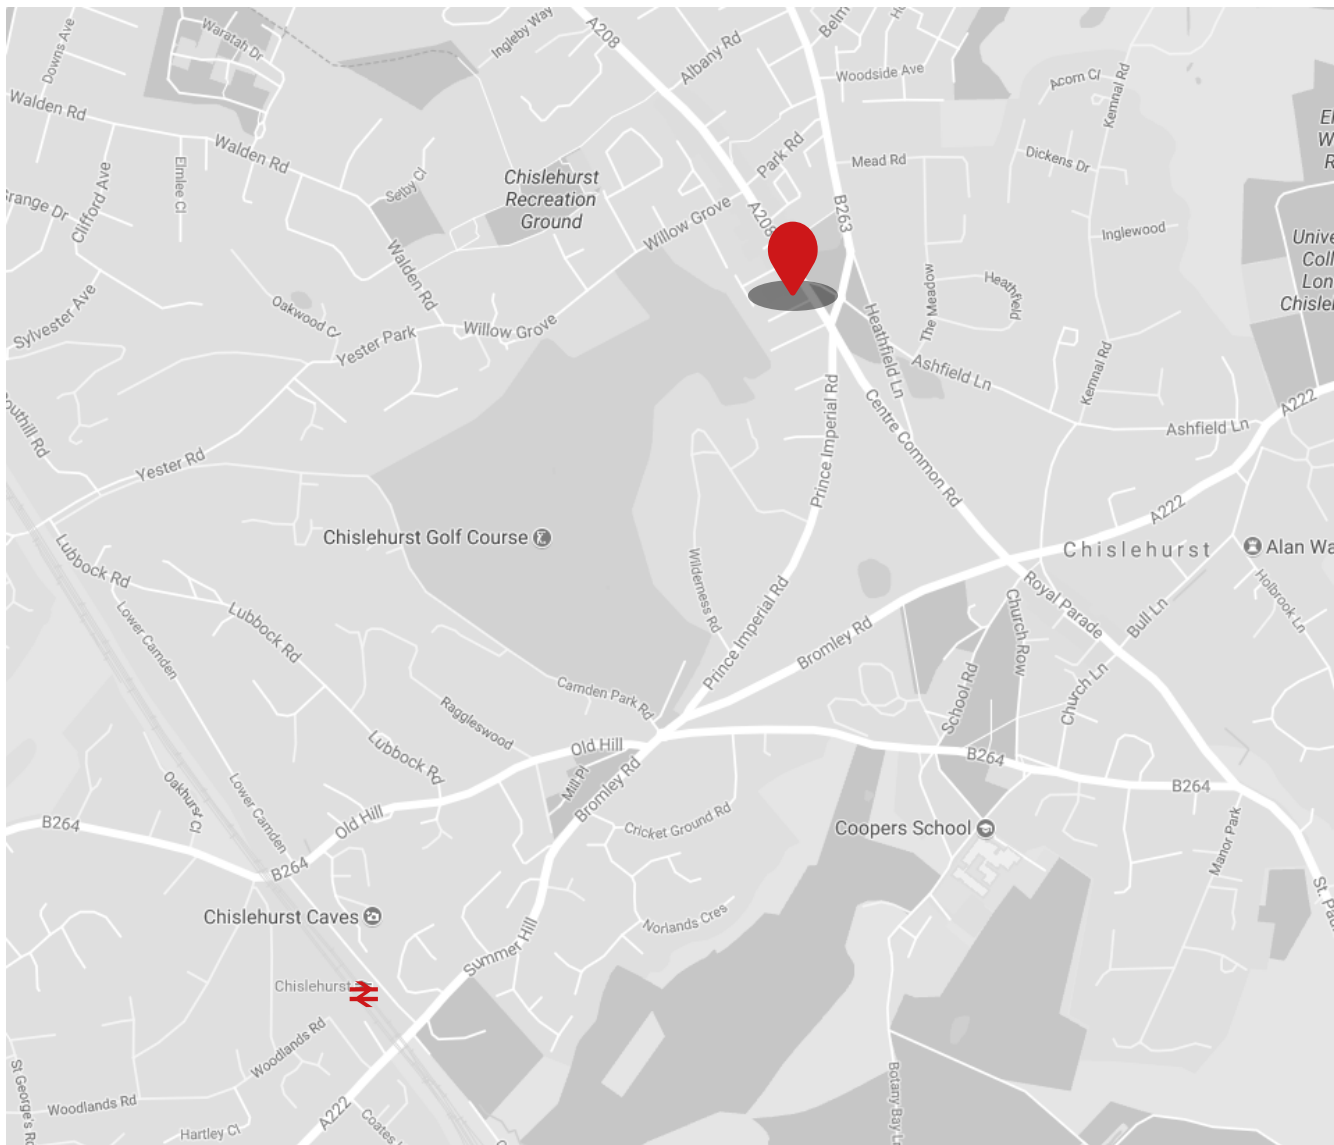 A208
Ingleby Way
Waratah Dr
Downs Ave
Albany Rd
Woodside Ave
Acorn Cl
Kemnal Rd
Walden Rd
Walden Rd
Park Rd
Mead Rd
Dickens Dr
Elmlee Cl
Clifford Ave
Selby Cl
Chislehurst
Recreation
Ground
Willow Grove
A208
B263
Inglewood
Walden Rd
Heathfield
The Meadow
Sylvester Ave
Oakwood Cl
Yester Park
Willow Grove
Heathfield Ln
Ashfield Ln
Kemnal Rd
Prince Imperial Rd
Centre Common Rd
A222
Ashfield Ln
Yester Rd
A222
Chislehurst Golf Course
Chislehurst
Lubbock Rd
Wilderness Rd
Prince Imperial Rd
Royal Parade
Bull Ln
Holbrook Ln
Lower Camden
Lubbock Rd
Bromley Rd
Church Row
Camden Park Rd
School Rd
Church Ln
Raggleswood
Lubbock Rd
Old Hill
B264
B264
Mill Pl
Bromley Rd
Oakhurst Cl
Lower Camden
Old Hill
Cricket Ground Rd
B264
B264
Coopers School
Manor Park
Chislehurst Caves
Norlands Cres
Summer Hill
Chislehurst
Woodlands Rd
St George's Rd
Woodlands Rd
A222
Hartley Cl
Botany Bay Ln